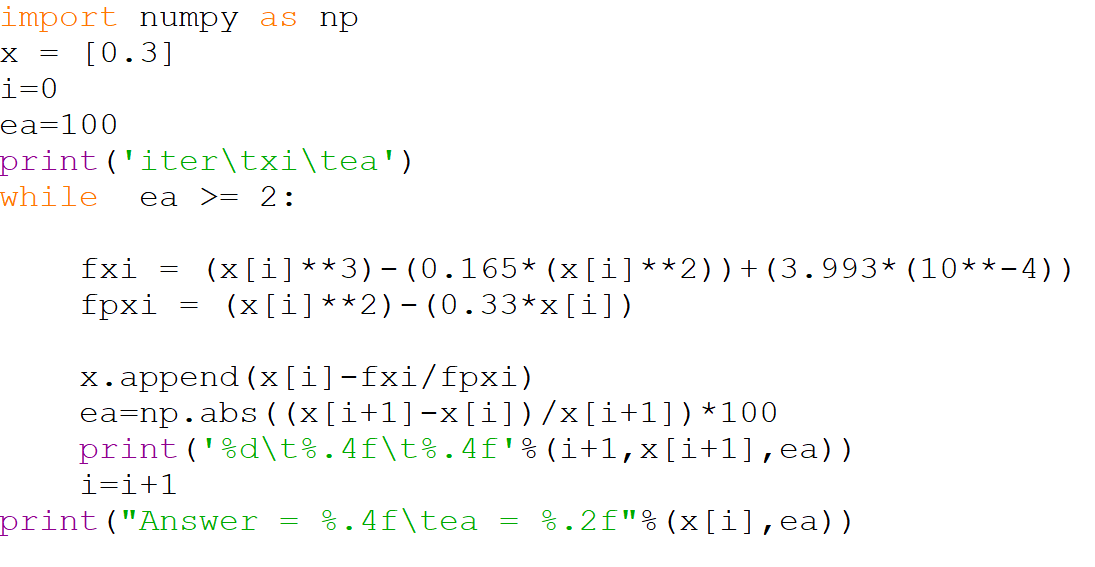 import numpy as np
x = [0.3]
i=0
ea=100
print('iter\txi\tea')
while  ea >= 2:
    fxi = (x[i]**3)-(0.165*(x[i]**2))+(3.993*(10**-4))
    fpxi = (x[i]**2)-(0.33*x[i])
    x.append(x[i]-fxi/fpxi)
    ea=np.abs((x[i+1]-x[i])/x[i+1])*100
    print('%d\t%.4f\t%.4f'%(i+1,x[i+1],ea))
    i=i+1
print("Answer = %.4f\tea = %.2f"%(x[i],ea))